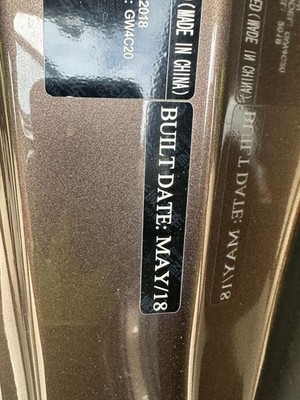 2018
: GW4C20
(MADE IN CHINA)
BUILT DATE: MAY/18